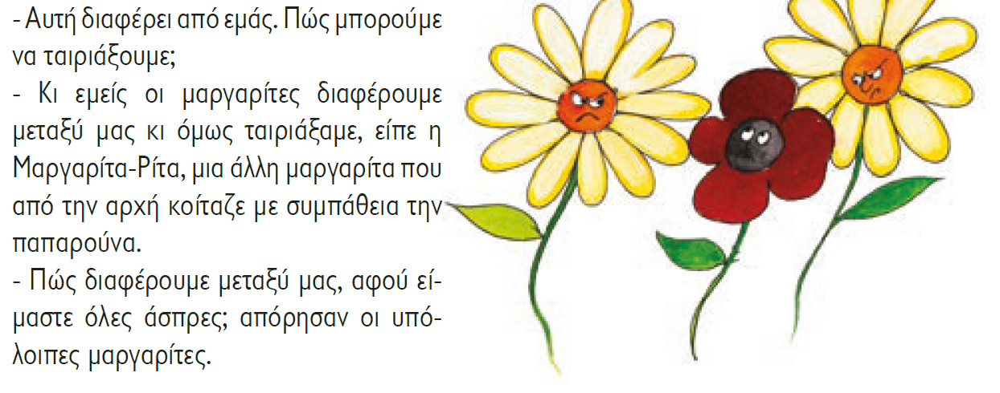 - Αυτή διαφέρει από εμάς. Πώς μπορούμε
να ταιριάξουμε;
- Κι εμείς οι μαργαρίτες διαφέρουμε
μεταξύ μας κι όμως ταιριάξαμε, είπε η
Μαργαρίτα-Ρίτα, μια άλλη μαργαρίτα που
από την αρχή κοίταζε με συμπάθεια την
παπαρούνα.
- Πώς διαφέρουμε μεταξύ μας, αφού εί-
μαστε όλες άσπρες; απόρησαν οι υπό-
λοιπες μαργαρίτες.